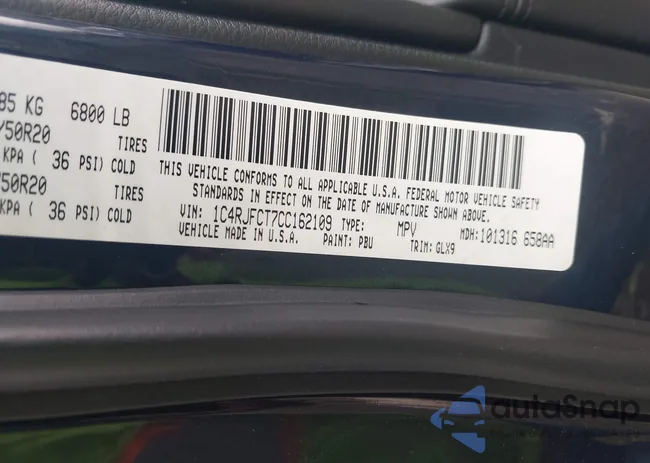 85 KG 6800 LB
50R20 TIRES
KPA ( 36 PSI) COLD
50R20 TIRES
KPA ( 36 PSI) COLD
THIS VEHICLE CONFORMS TO ALL APPLICABLE U.S.A. FEDERAL MOTOR VEHICLE SAFETY
STANDARDS IN EFFECT ON THE DATE OF MANUFACTURE SHOWN ABOVE.
VIN: 1C4RJFCT7CC162109 TYPE: MPV MDH: 101316 658AA
VEHICLE MADE IN U.S.A. PAINT: PBU TRIM: GLX9
autoSnap